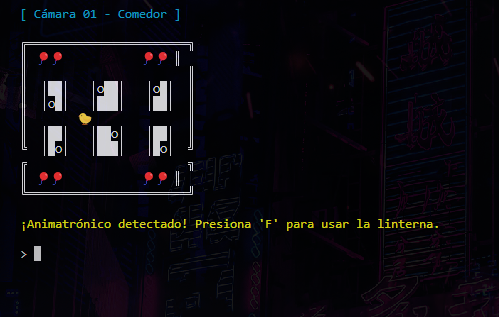 [ Cámara 01 - Comedor ]
¡Animatrónico detectado! Presiona 'F' para usar la linterna.
>